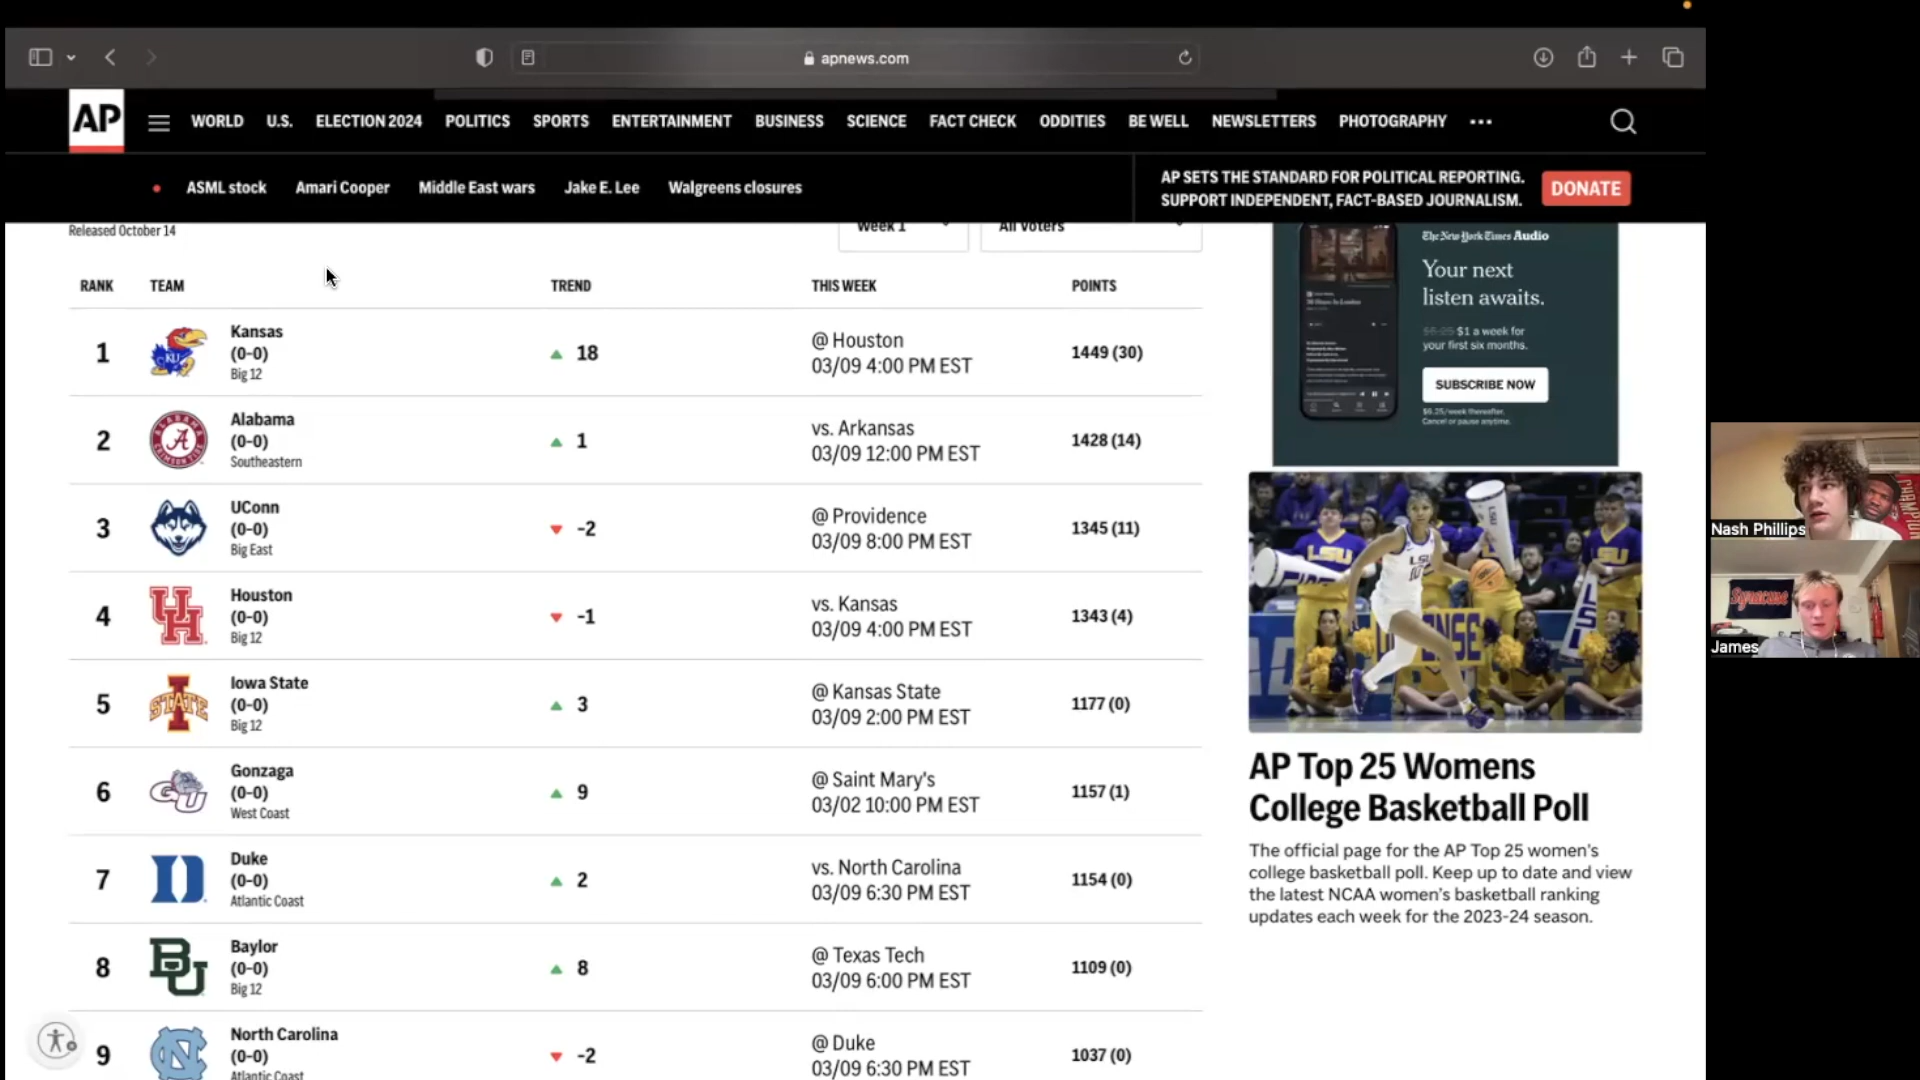 apnews.com
AP
WORLD U.S. ELECTION 2024 POLITICS SPORTS ENTERTAINMENT BUSINESS SCIENCE FACT CHECK ODDITIES BE WELL NEWSLETTERS PHOTOGRAPHY
ASML stock Amari Cooper Middle East wars Jake E. Lee Walgreens closures
AP SETS THE STANDARD FOR POLITICAL REPORTING.
SUPPORT INDEPENDENT, FACT-BASED JOURNALISM.
DONATE
Released October 14
Week 1
All Voters
RANK TEAM TREND THIS WEEK POINTS
1 Kansas (0-0) Big 12 18 @ Houston 03/09 4:00 PM EST 1449 (30)
2 Alabama (0-0) Southeastern 1 vs. Arkansas 03/09 12:00 PM EST 1428 (14)
3 UConn (0-0) Big East -2 @ Providence 03/09 8:00 PM EST 1345 (11)
4 Houston (0-0) Big 12 -1 vs. Kansas 03/09 4:00 PM EST 1343 (4)
5 Iowa State (0-0) Big 12 3 @ Kansas State 03/09 2:00 PM EST 1177 (0)
6 Gonzaga (0-0) West Coast 9 @ Saint Mary's 03/02 10:00 PM EST 1157 (1)
7 Duke (0-0) Atlantic Coast 2 vs. North Carolina 03/09 6:30 PM EST 1154 (0)
8 Baylor (0-0) Big 12 8 @ Texas Tech 03/09 6:00 PM EST 1109 (0)
9 North Carolina (0-0) Atlantic Coast -2 @ Duke 03/09 6:30 PM EST 1037 (0)
The New York Times Audio
Your next
listen awaits.
$6.25 $1 a week for
your first six months.
SUBSCRIBE NOW
$6.25/week thereafter.
Cancel or pause anytime.
LSU
AP Top 25 Womens
College Basketball Poll
The official page for the AP Top 25 women's
college basketball poll. Keep up to date and view
the latest NCAA women's basketball ranking
updates each week for the 2023-24 season.
Nash Phillips
Syracuse
James